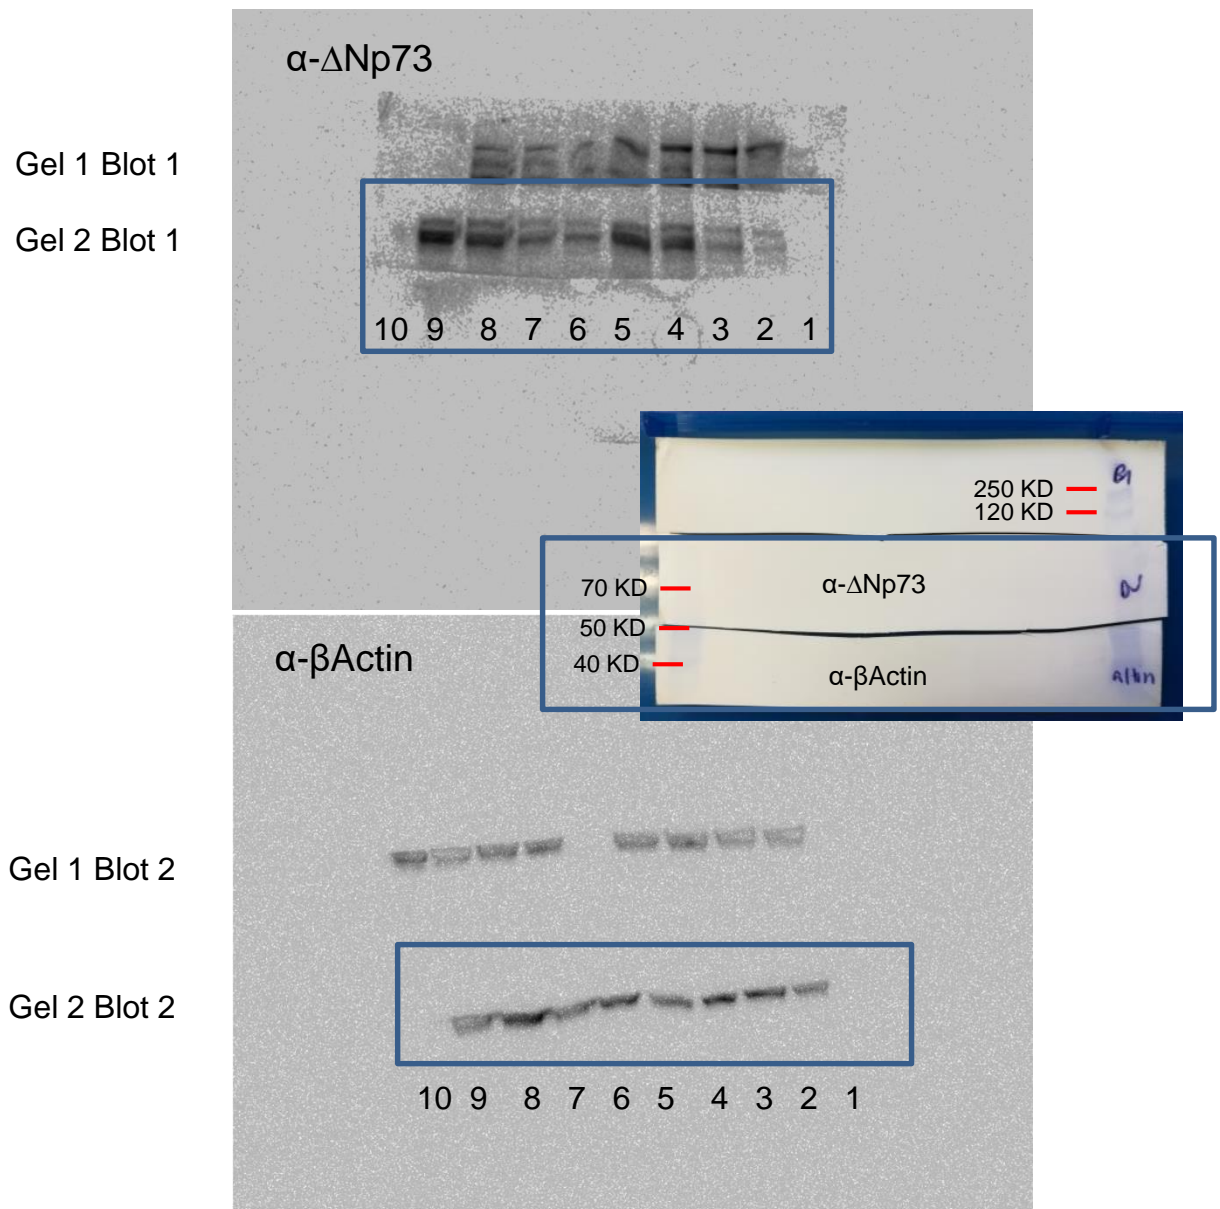 α-ΔNp73
Gel 1 Blot 1
Gel 2 Blot 1
10 9 8 7 6 5 4 3 2 1
250 KD
120 KD
70 KD
α-ΔNp73
50 KD
40 KD
α-βActin
α-βActin
Gel 1 Blot 2
Gel 2 Blot 2
10 9 8 7 6 5 4 3 2 1